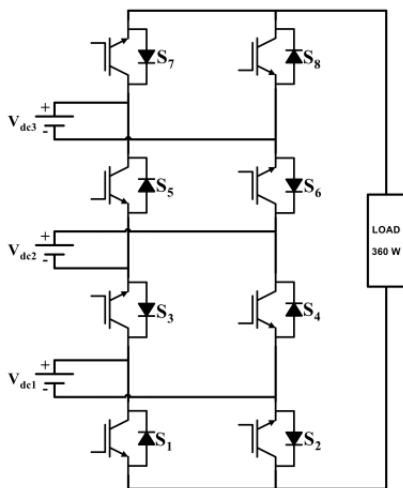 S7
S8
+
Vdc3
-
S5
S6
+
Vdc2
-
LOAD
360 W
S3
S4
+
Vdc1
-
S1
S2